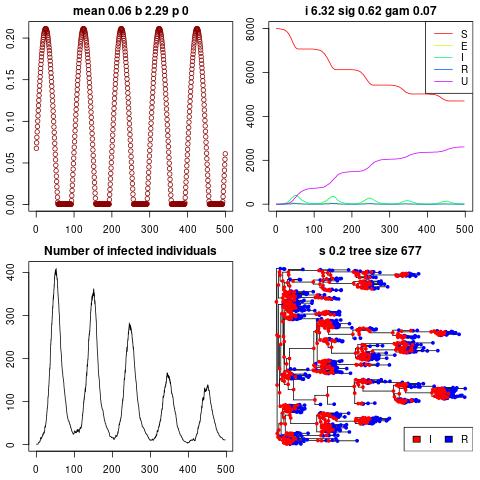 mean 0.06 b 2.29 p 0
0.00
0.05
0.10
0.15
0.20
0 100 200 300 400 500
i 6.32 sig 0.62 gam 0.07
0
2000
4000
6000
8000
0 100 200 300 400 500
S
E
I
R
U
Number of infected individuals
0
100
200
300
400
0 100 200 300 400 500
s 0.2 tree size 677
I R